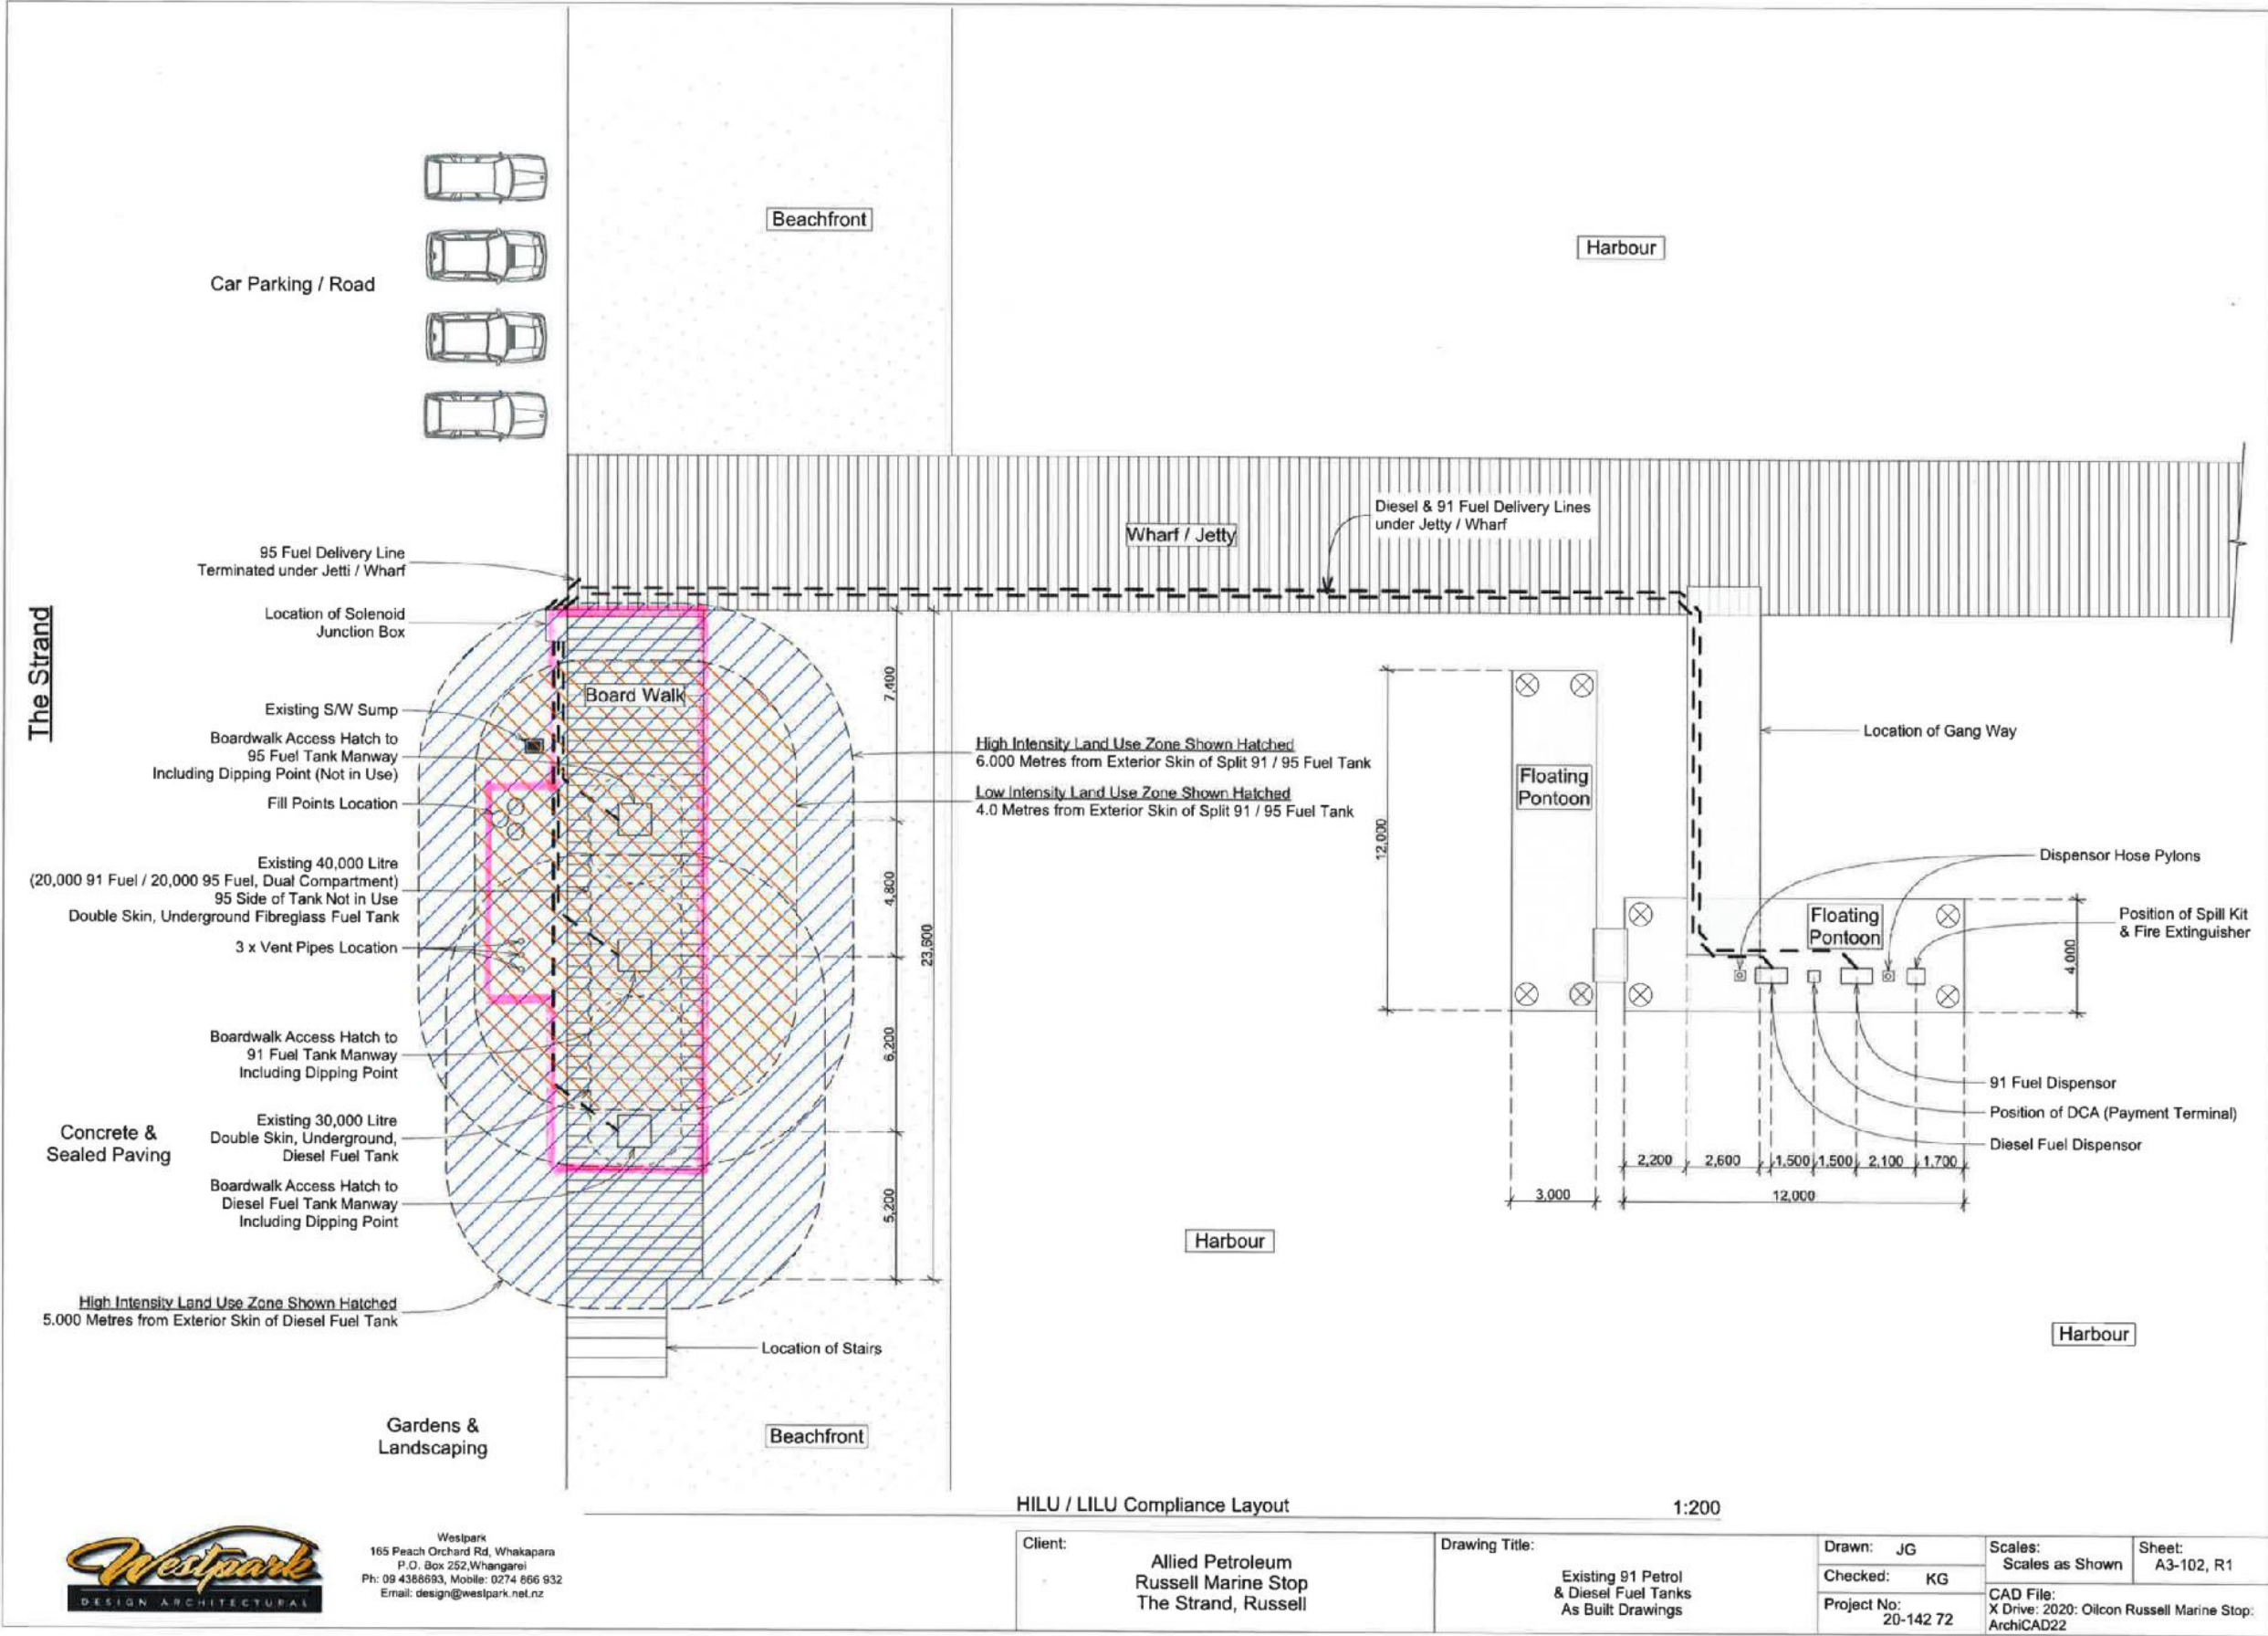 Beachfront
Harbour
Car Parking / Road
Diesel & 91 Fuel Delivery Lines
under Jetty / Wharf
Wharf / Jetty
95 Fuel Delivery Line
Terminated under Jetti / Wharf
Location of Solenoid
Junction Box
The Strand
Board Walk
Existing S/W Sump
Boardwalk Access Hatch to
95 Fuel Tank Manway
Including Dipping Point (Not in Use)
Fill Points Location
Existing 40,000 Litre
(20,000 91 Fuel / 20,000 95 Fuel, Dual Compartment)
95 Side of Tank Not in Use
Double Skin, Underground Fibreglass Fuel Tank
3 x Vent Pipes Location
Boardwalk Access Hatch to
91 Fuel Tank Manway
Including Dipping Point
Existing 30,000 Litre
Double Skin, Underground,
Diesel Fuel Tank
Boardwalk Access Hatch to
Diesel Fuel Tank Manway
Including Dipping Point
Concrete &
Sealed Paving
High Intensity Land Use Zone Shown Hatched
5.000 Metres from Exterior Skin of Diesel Fuel Tank
7,400
4,800
6,200
5,200
23,600
High Intensity Land Use Zone Shown Hatched
6.000 Metres from Exterior Skin of Split 91 / 95 Fuel Tank
Low Intensity Land Use Zone Shown Hatched
4.0 Metres from Exterior Skin of Split 91 / 95 Fuel Tank
12,000
Floating
Pontoon
Location of Gang Way
Dispensor Hose Pylons
Floating
Pontoon
Position of Spill Kit
& Fire Extinguisher
4,000
91 Fuel Dispensor
Position of DCA (Payment Terminal)
Diesel Fuel Dispensor
2,200
2,600
1,500
1,500
2,100
1,700
3,000
12,000
Harbour
Harbour
Location of Stairs
Gardens &
Landscaping
Beachfront
HILU / LILU Compliance Layout
1:200
Westpark
DESIGN ARCHITECTURAL
Westpark
165 Peach Orchard Rd, Whakapara
P.O. Box 252,Whangarei
Ph: 09 4388693, Mobile: 0274 866 932
Email: design@westpark.net.nz
Client:
Allied Petroleum
Russell Marine Stop
The Strand, Russell
Drawing Title:
Existing 91 Petrol
& Diesel Fuel Tanks
As Built Drawings
Drawn: JG
Checked: KG
Project No:
20-142 72
Scales:
Scales as Shown
Sheet:
A3-102, R1
CAD File:
X Drive: 2020: Oilcon Russell Marine Stop:
ArchiCAD22